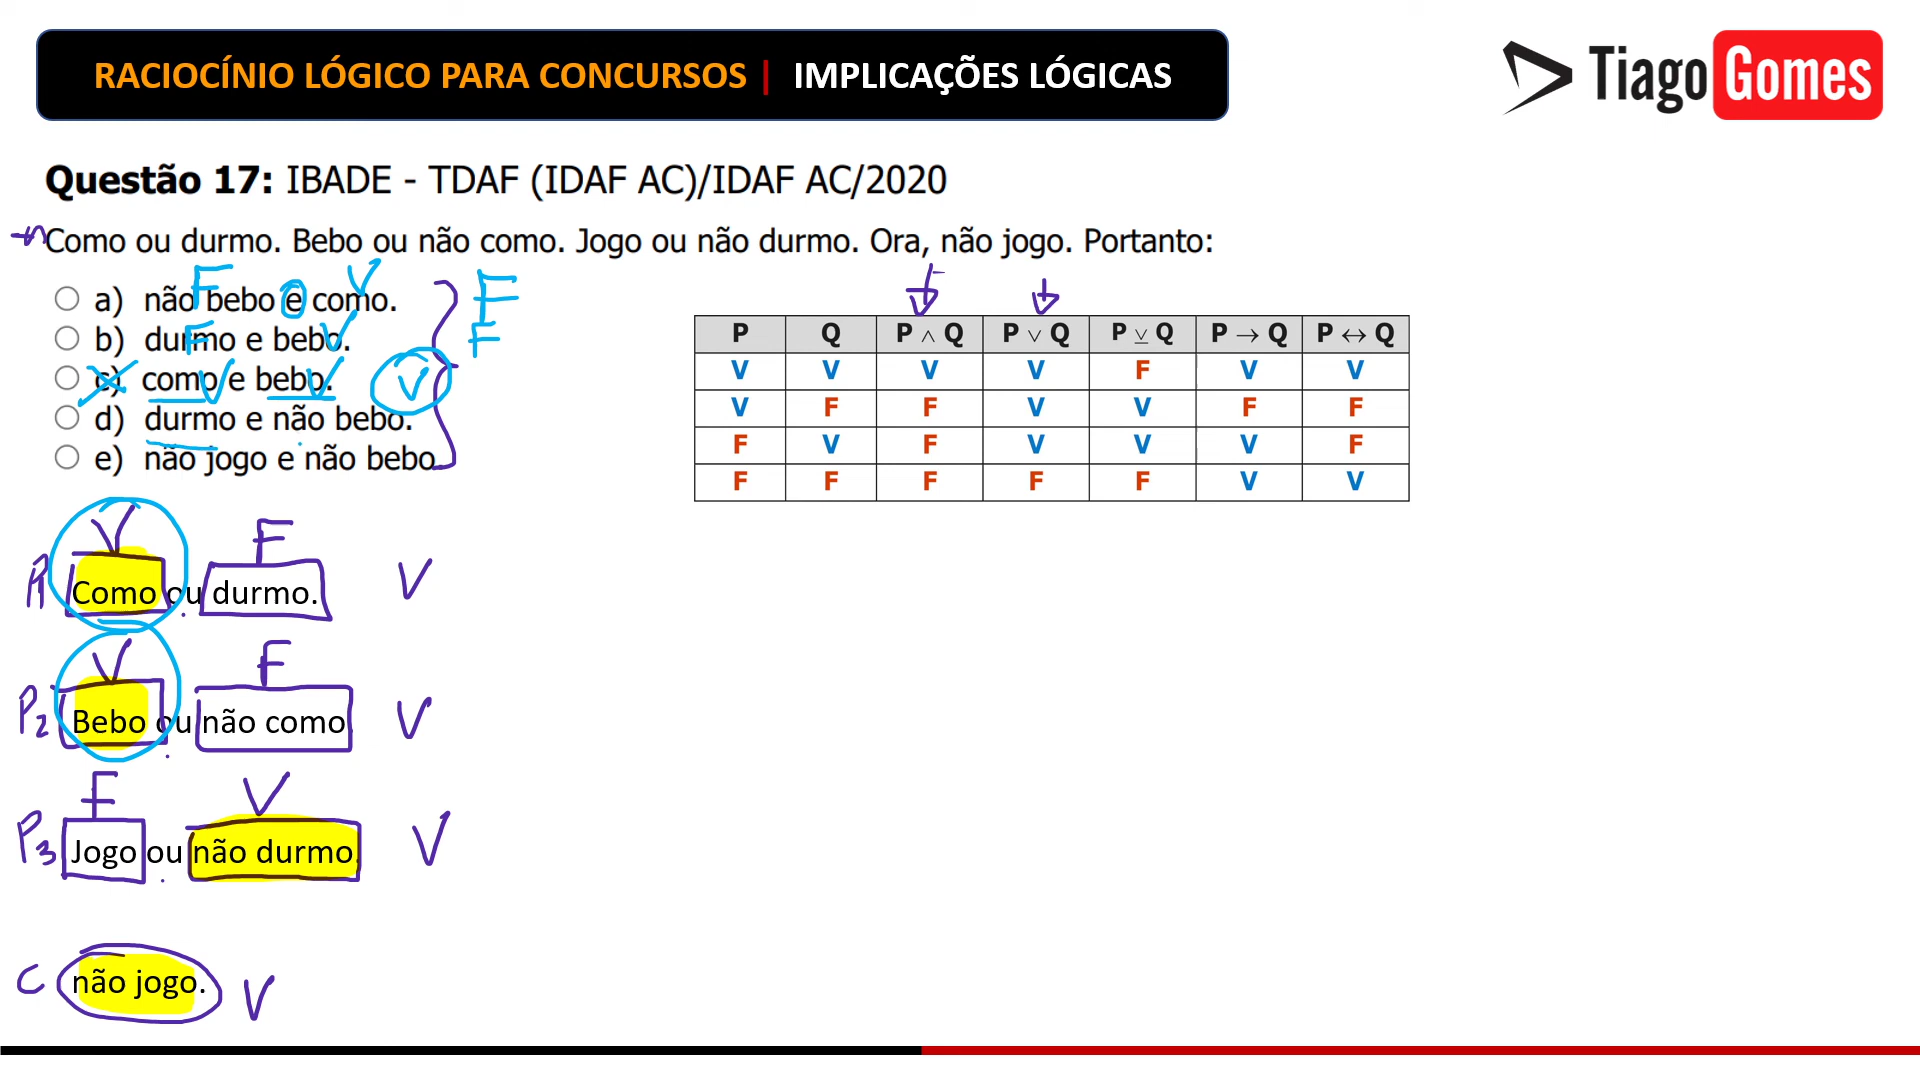 RACIOCÍNIO LÓGICO PARA CONCURSOS | IMPLICAÇÕES LÓGICAS
Tiago Gomes
Questão 17: IBADE - TDAF (IDAF AC)/IDAF AC/2020
Como ou durmo. Bebo ou não como. Jogo ou não durmo. Ora, não jogo. Portanto:
F V F
a) não bebo e como.
F V F
b) durmo e bebo.
c) como e bebo. V V V
d) durmo e não bebo.
e) não jogo e não bebo
P Q P ∧ Q P ∨ Q P ⊻ Q P → Q P ↔ Q
V V V V F V V
V F F V V F F
F V F V V V F
F F F F F V V
V F
P1 Como ou durmo. V
V F
P2 Bebo ou não como. V
F V
P3 Jogo ou não durmo. V
C não jogo. V